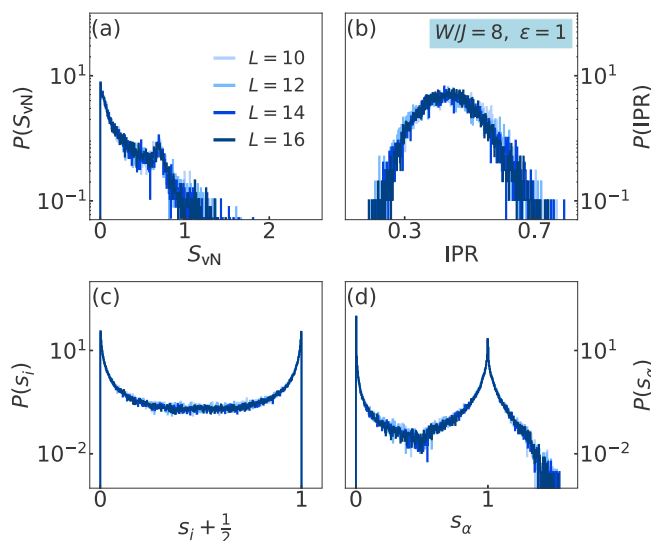 (a)
L = 10
L = 12
L = 14
L = 16
P(S_vN)
10^1
10^-1
0 1 2
S_vN
(b)
W/J = 8, ε = 1
10^1
10^-1
P(IPR)
0.3 0.7
IPR
(c)
P(s_i)
10^1
10^-2
0 1
s_i + 1/2
(d)
10^1
10^-2
P(s_α)
0 1
s_α